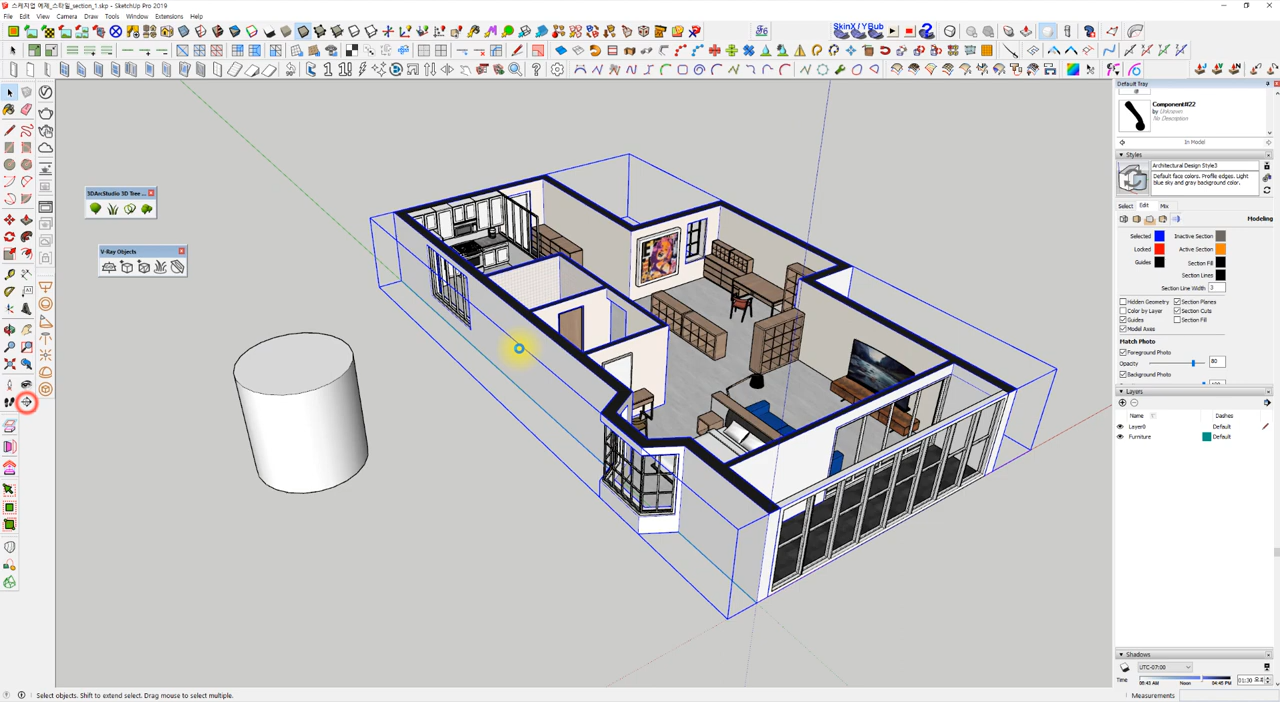 스케치업 예제_스타일_section_1.skp - SketchUp Pro 2019
File Edit View Camera Draw Tools Window Extensions Help
SkinX/YBub
Default Tray
Component#22
by Unknown
No Description
In Model
Styles
Architectural Design Style3
Default face colors. Profile edges. Light blue sky and gray background color.
Select Edit Mix
Modeling
Selected Inactive Section
Locked Active Section
Guides Section Fill
Section Lines
Section Line Width 3
Hidden Geometry Section Planes
Color by Layer Section Cuts
Guides Section Fill
Model Axes
Match Photo
Foreground Photo
Opacity 80
Background Photo
Layers
Name Dashes
Layer0 Default
Furniture Default
Shadows
UTC-07:00
Time 06:43 AM Noon 04:45 PM 01:30 오후
Measurements
3DArcStudio 3D Tree ...
V-Ray Objects
Select objects. Shift to extend select. Drag mouse to select multiple.